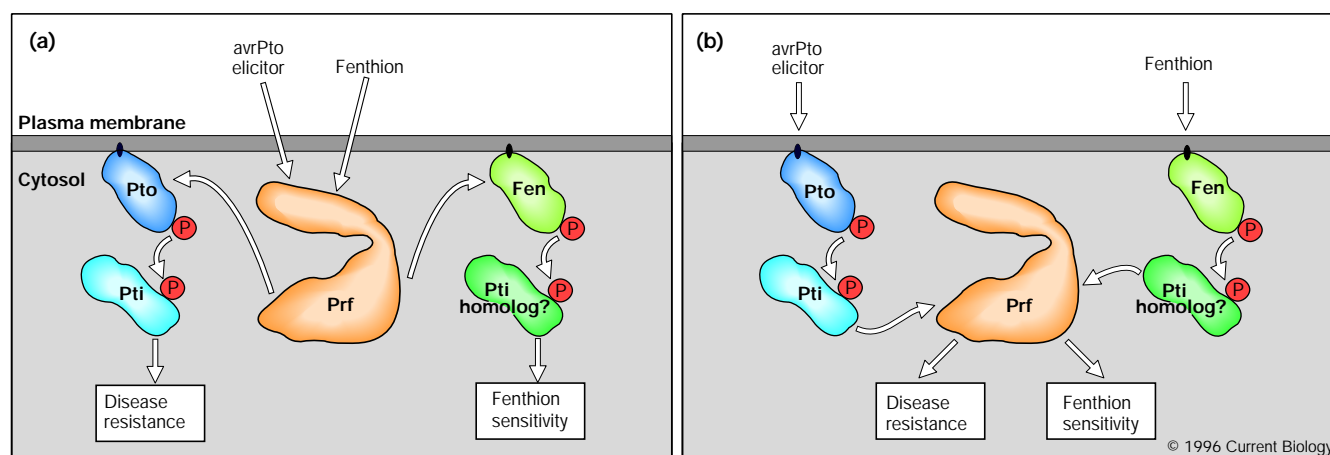 (a)
avrPto
elicitor
Fenthion
Plasma membrane
Cytosol
Pto
P
Pti
P
Prf
Fen
P
Pti
homolog?
P
Disease
resistance
Fenthion
sensitivity
(b)
avrPto
elicitor
Fenthion
Pto
P
Pti
P
Prf
Fen
P
Pti
homolog?
P
Disease
resistance
Fenthion
sensitivity
© 1996 Current Biology